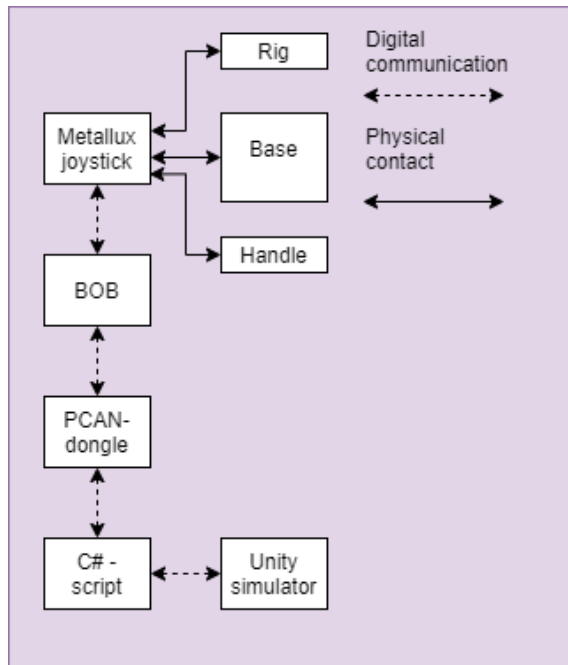 Rig
Digital
communication
Metallux
joystick
Base
Physical
contact
Handle
BOB
PCAN-
dongle
C# -
script
Unity
simulator